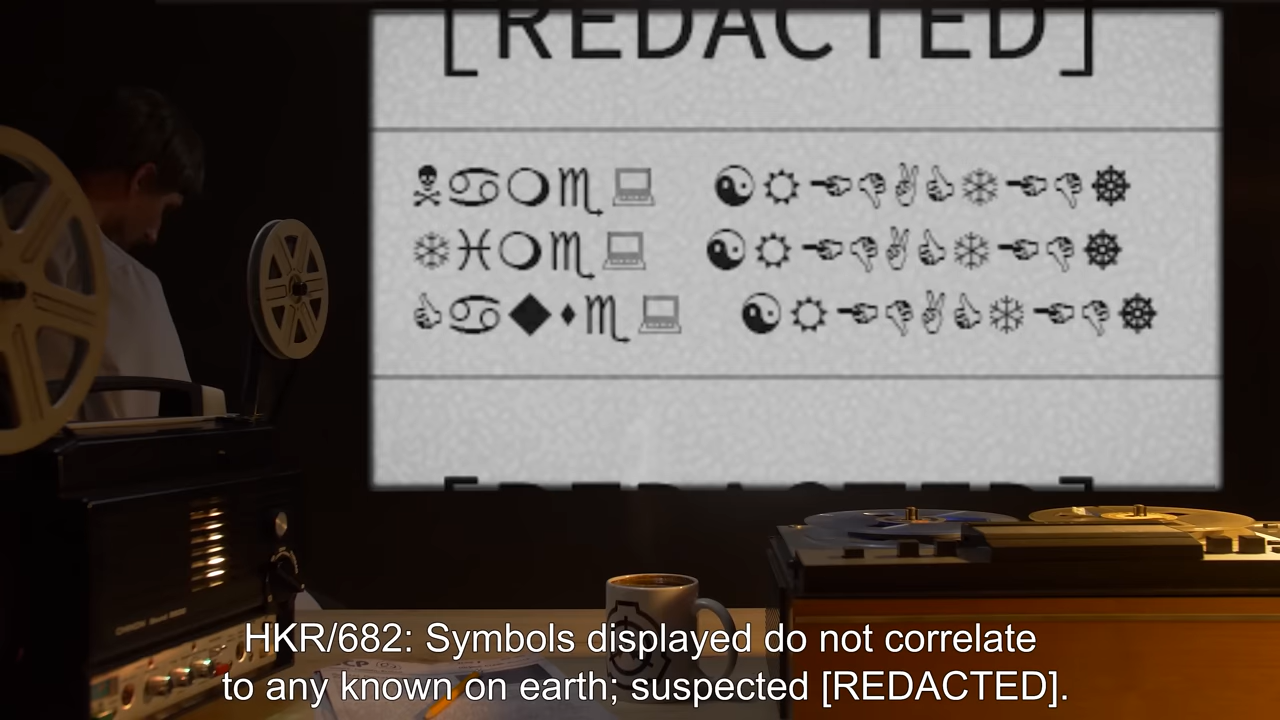 [REDACTED]
☠♋❍♏🖳 ☯☼☜👎✌👍❄☜👎☸
❄♓❍♏🖳 ☯☼☜👎✌👍❄☜👎☸
👍♋◆⬧♏🖳 ☯☼☜👎✌👍❄☜👎☸
HKR/682: Symbols displayed do not correlate
to any known on earth; suspected [REDACTED].